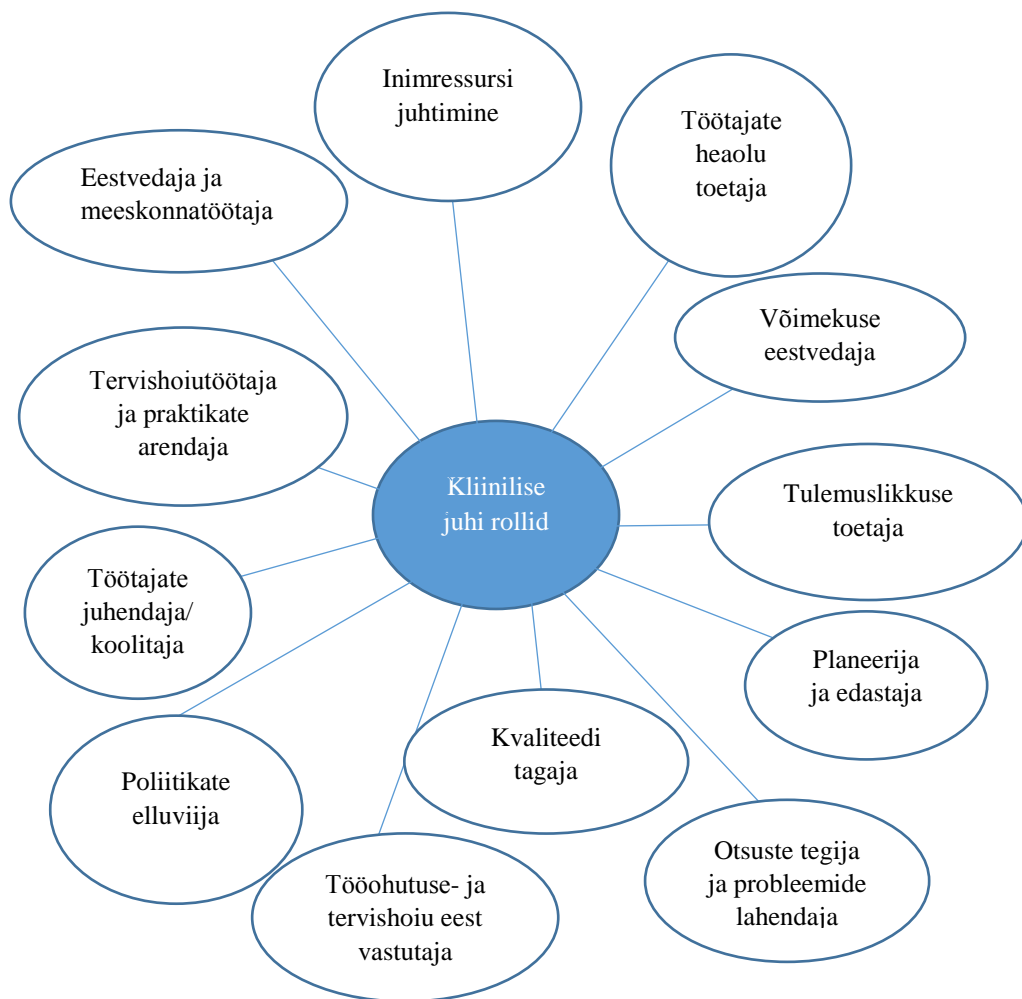 Inimressursi
juhtimine
Töötajate
heaolu
toetaja
Eestvedaja ja
meeskonnatöötaja
Võimekuse
eestvedaja
Tervishoiutöötaja
ja praktikate
arendaja
Kliinilise
juhi rollid
Tulemuslikkuse
toetaja
Töötajate
juhendaja/
koolitaja
Planeerija
ja edastaja
Kvaliteedi
tagaja
Poliitikate
elluviija
Otsuste tegija
ja probleemide
lahendaja
Tööohutuse- ja
tervishoiu eest
vastutaja